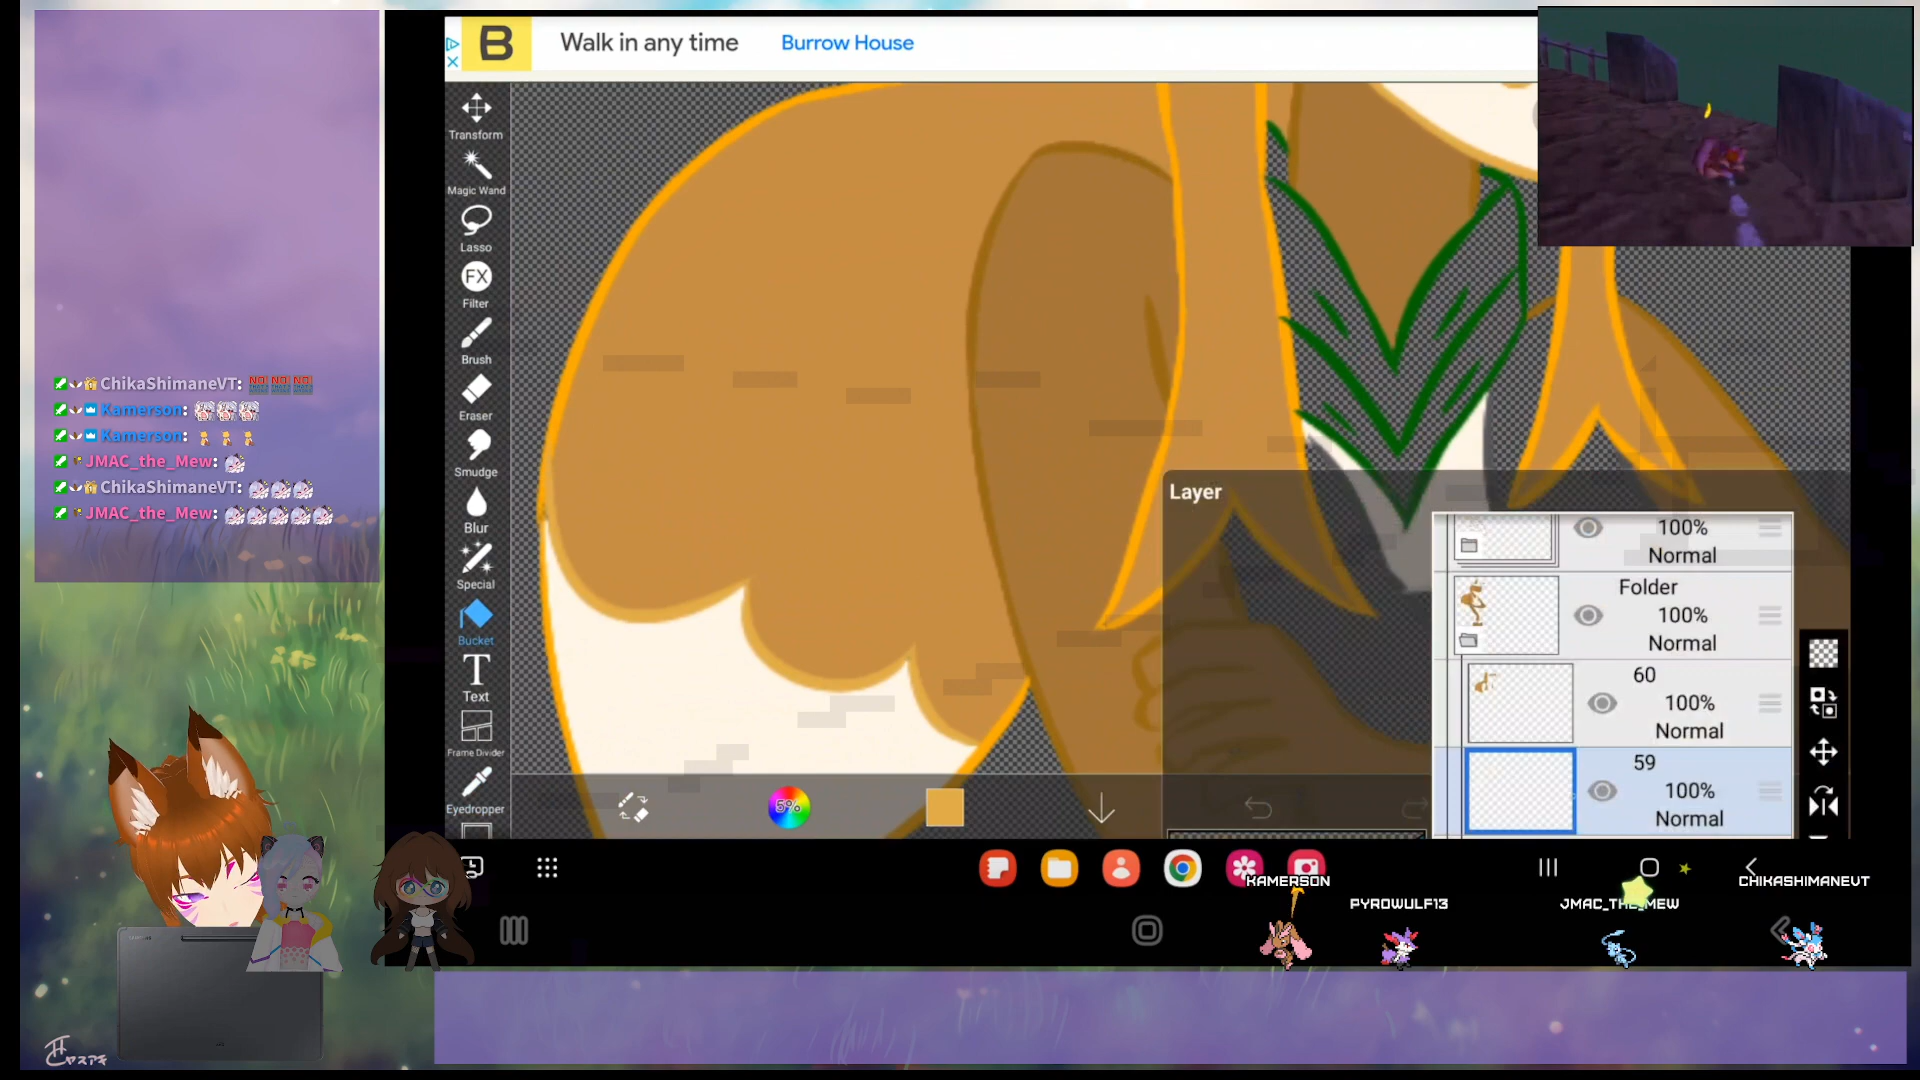 B
Walk in any time
Burrow House
Transform
Magic Wand
Lasso
FX
Filter
Brush
Eraser
Smudge
Blur
Special
Bucket
T
Text
Frame Divider
Eyedropper
ChikaShimaneVT:
Kamerson:
Kamerson:
JMAC_the_Mew:
ChikaShimaneVT:
JMAC_the_Mew:
Layer
100%
Normal
Folder
100%
Normal
60
100%
Normal
59
100%
Normal
5%
KAMERSON
PYROWULF13
JMAC_THE_MEW
CHIKASHIMANEVT
SAMSUNG